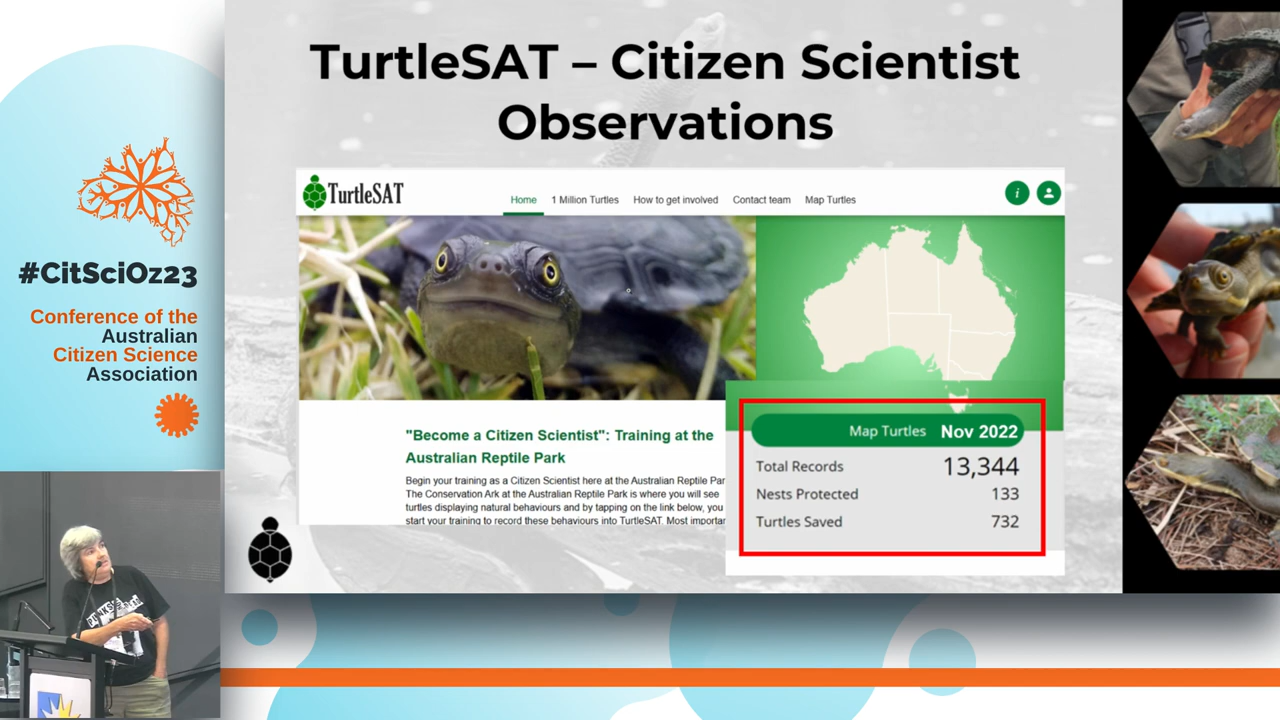 TurtleSAT – Citizen Scientist
Observations
TurtleSAT
Home
1 Million Turtles
How to get involved
Contact team
Map Turtles
i
"Become a Citizen Scientist": Training at the
Australian Reptile Park
Begin your training as a Citizen Scientist here at the Australian Reptile Par
The Conservation Ark at the Australian Reptile Park is where you will see
turtles displaying natural behaviours and by tapping on the link below, you
start your training to record these behaviours into TurtleSAT. Most importan
Map Turtles Nov 2022
Total Records 13,344
Nests Protected 133
Turtles Saved 732
#CitSciOz23
Conference of the
Australian
Citizen Science
Association